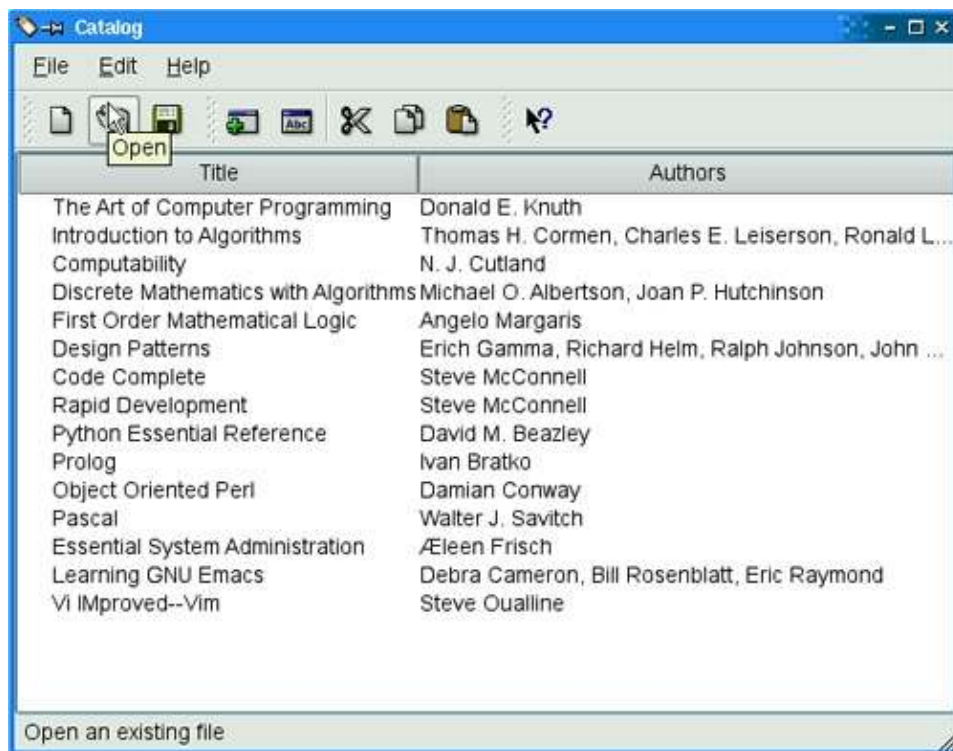 Catalog
File Edit Help
Abc ?
Open
Title Authors
The Art of Computer Programming Donald E. Knuth
Introduction to Algorithms Thomas H. Cormen, Charles E. Leiserson, Ronald L...
Computability N. J. Cutland
Discrete Mathematics with Algorithms Michael O. Albertson, Joan P. Hutchinson
First Order Mathematical Logic Angelo Margaris
Design Patterns Erich Gamma, Richard Helm, Ralph Johnson, John ...
Code Complete Steve McConnell
Rapid Development Steve McConnell
Python Essential Reference David M. Beazley
Prolog Ivan Bratko
Object Oriented Perl Damian Conway
Pascal Walter J. Savitch
Essential System Administration Æleen Frisch
Learning GNU Emacs Debra Cameron, Bill Rosenblatt, Eric Raymond
Vi IMproved--Vim Steve Oualline
Open an existing file